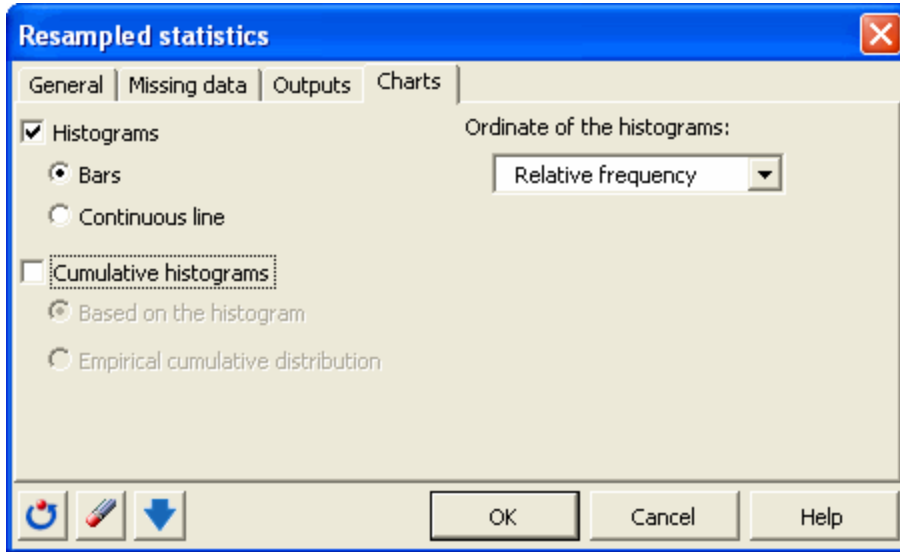 Resampled statistics
General
Missing data
Outputs
Charts
Histograms
Bars
Continuous line
Cumulative histograms
Based on the histogram
Empirical cumulative distribution
Ordinate of the histograms:
Relative frequency
OK
Cancel
Help